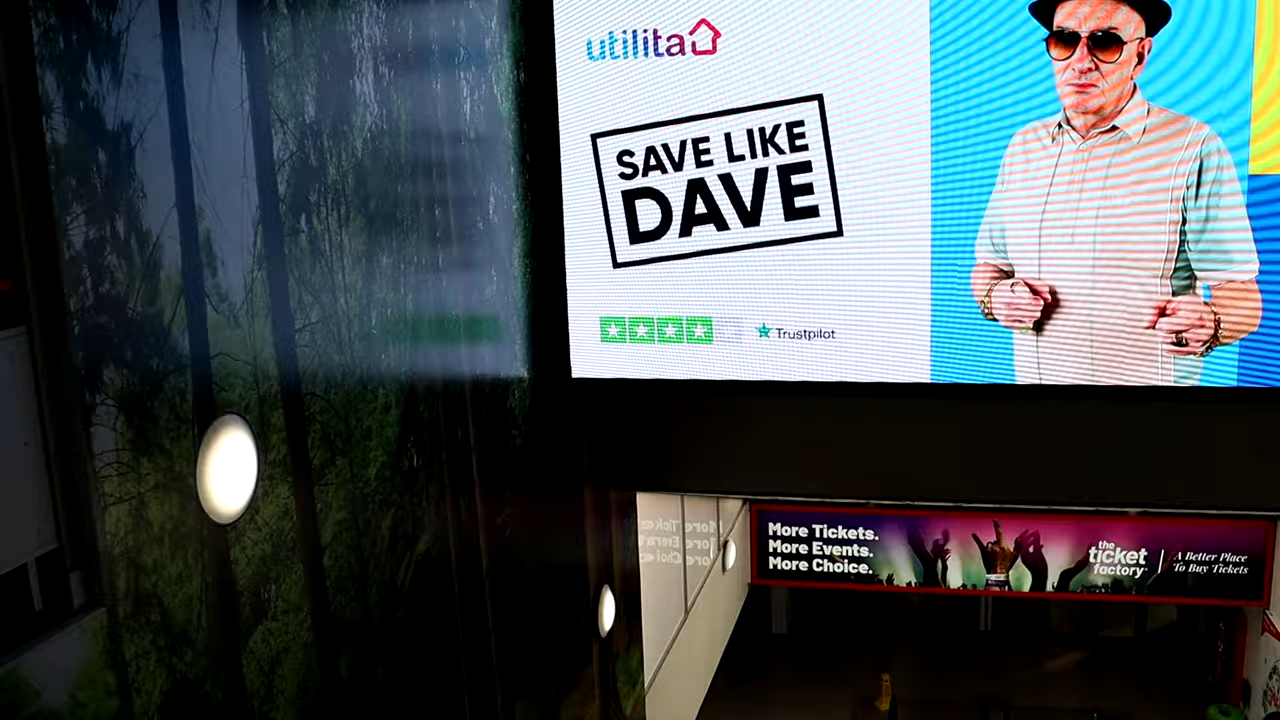 utilita
SAVE LIKE
DAVE
Trustpilot
More Tickets.
More Events.
More Choice.
the
ticket
factory
A Better Place
To Buy Tickets